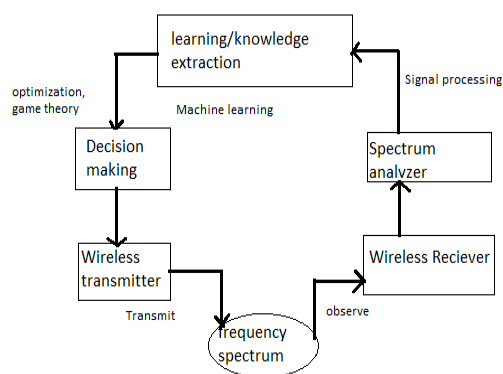 learning/knowledge
extraction
Signal processing
optimization,
game theory
Machine learning
Decision
making
Spectrum
analyzer
Wireless
transmitter
Wireless Reciever
Transmit
observe
frequency
spectrum